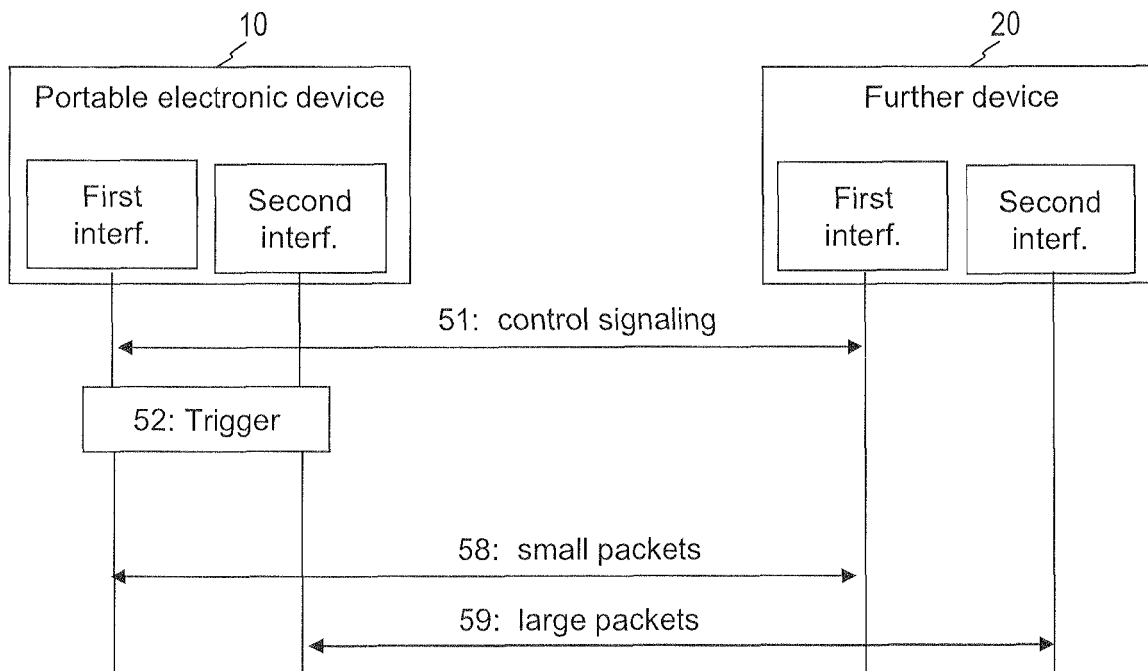 10
20
Portable electronic device
Further device
First
interf.
Second
interf.
First
interf.
Second
interf.
51: control signaling
52: Trigger
58: small packets
59: large packets